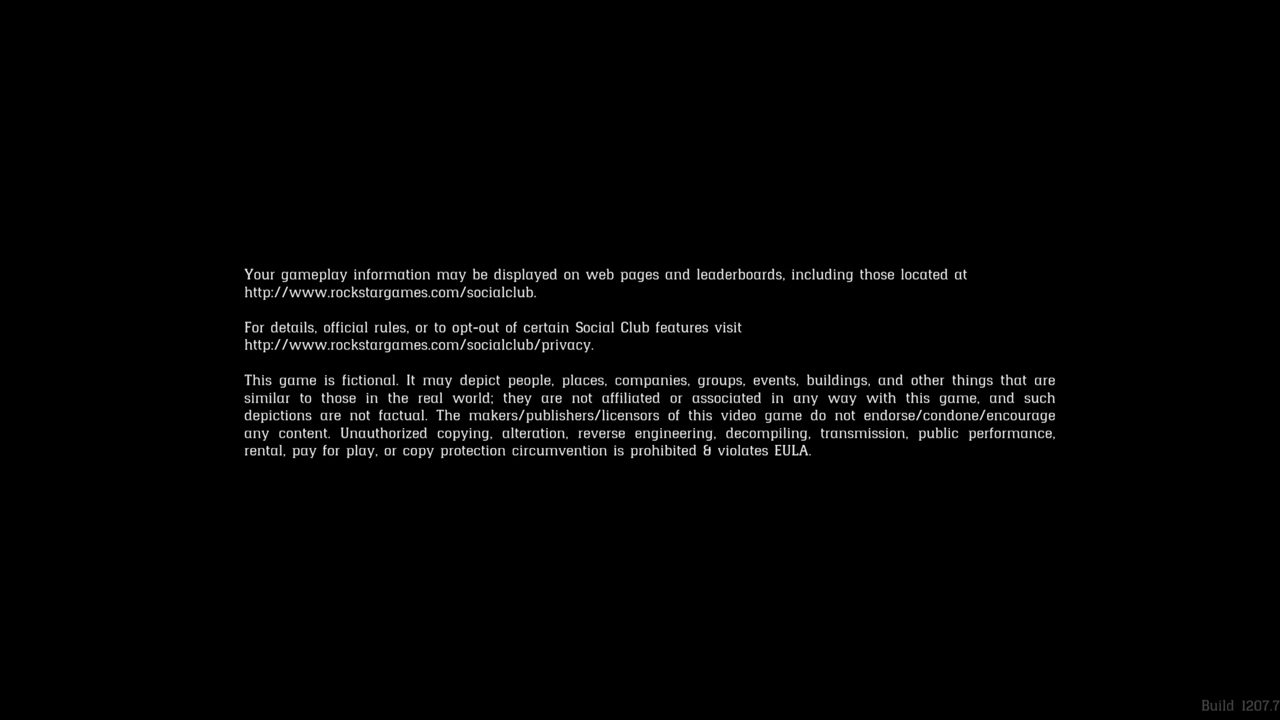 Your gameplay information may be displayed on web pages and leaderboards, including those located at
http://www.rockstargames.com/socialclub.
For details, official rules, or to opt-out of certain Social Club features visit
http://www.rockstargames.com/socialclub/privacy.
This game is fictional. It may depict people, places, companies, groups, events, buildings, and other things that are
similar to those in the real world; they are not affiliated or associated in any way with this game, and such
depictions are not factual. The makers/publishers/licensors of this video game do not endorse/condone/encourage
any content. Unauthorized copying, alteration, reverse engineering, decompiling, transmission, public performance,
rental, pay for play, or copy protection circumvention is prohibited & violates EULA.
Build 1207.7